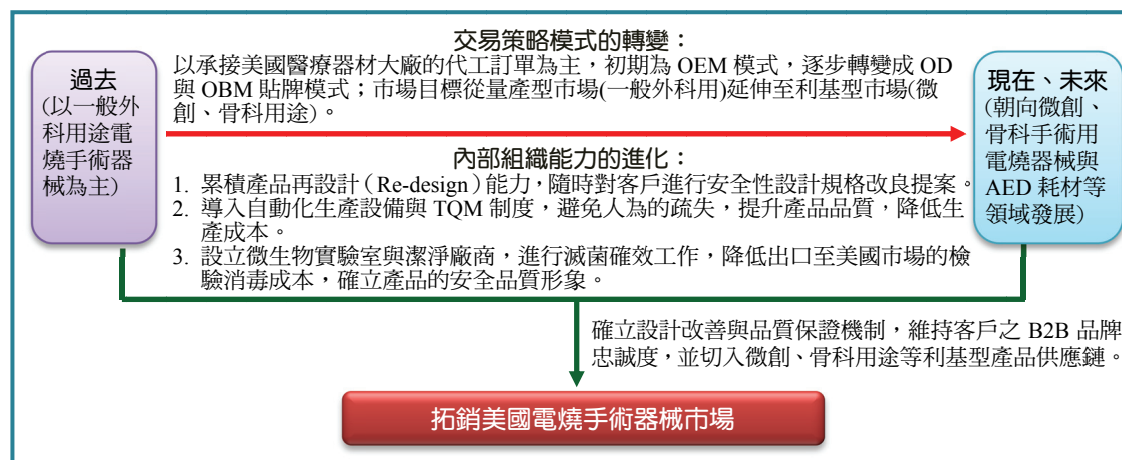 交易策略模式的轉變：
過去
(以一般外
科用途電
燒手術器
械為主)
以承接美國醫療器材大廠的代工訂單為主，初期為 OEM 模式，逐步轉變成 OD
與 OBM 貼牌模式；市場目標從量產型市場(一般外科用)延伸至利基型市場(微
創、骨科用途)。
內部組織能力的進化：
1. 累積產品再設計（Re-design）能力，隨時對客戶進行安全性設計規格改良提案。
2. 導入自動化生產設備與 TQM 制度，避免人為的疏失，提升產品品質，降低生
產成本。
3. 設立微生物實驗室與潔淨廠商，進行滅菌確效工作，降低出口至美國市場的檢
驗消毒成本，確立產品的安全品質形象。
現在、未來
(朝向微創、
骨科手術用
電燒器械與
AED 耗材等
領域發展)
確立設計改善與品質保證機制，維持客戶之 B2B 品牌
忠誠度，並切入微創、骨科用途等利基型產品供應鏈。
拓銷美國電燒手術器械市場